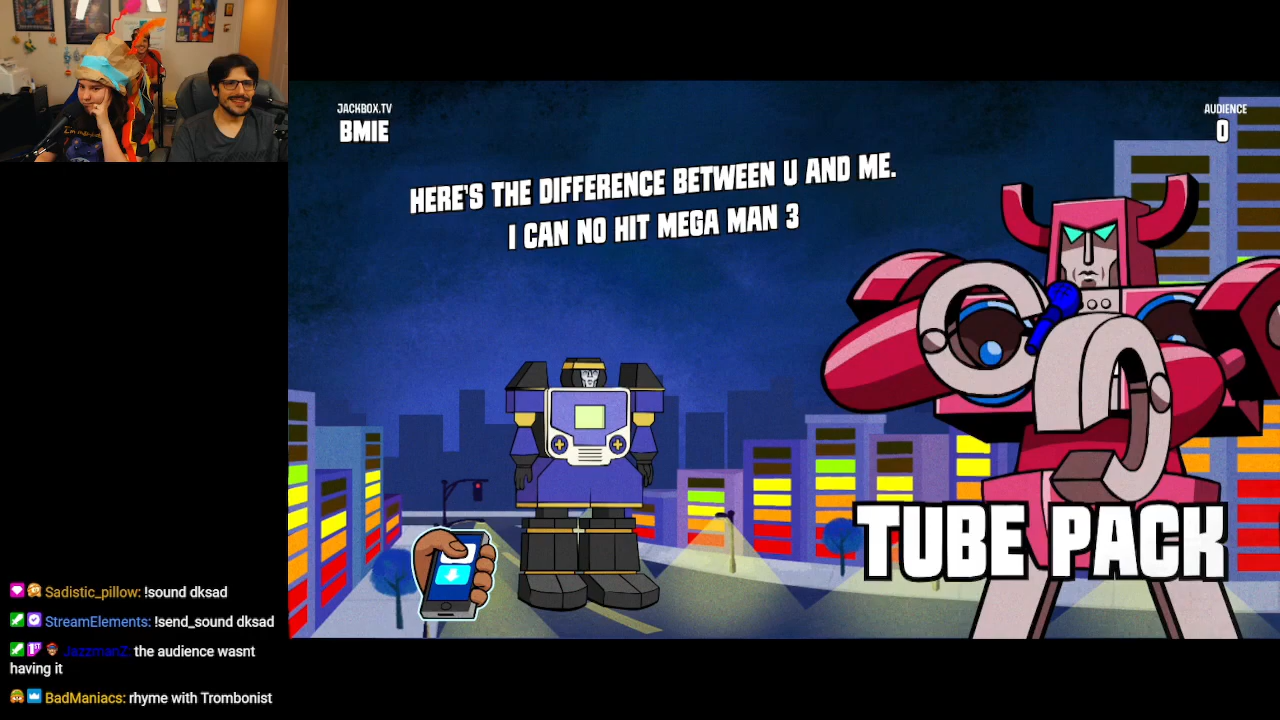 JACKBOX.TV
BMIE
AUDIENCE
0
HERE'S THE DIFFERENCE BETWEEN U AND ME.
I CAN NO HIT MEGA MAN 3
TUBE PACK
Sadistic_pillow: !sound dksad
StreamElements: !send_sound dksad
JazzmanZ: the audience wasnt
having it
BadManiacs: rhyme with Trombonist